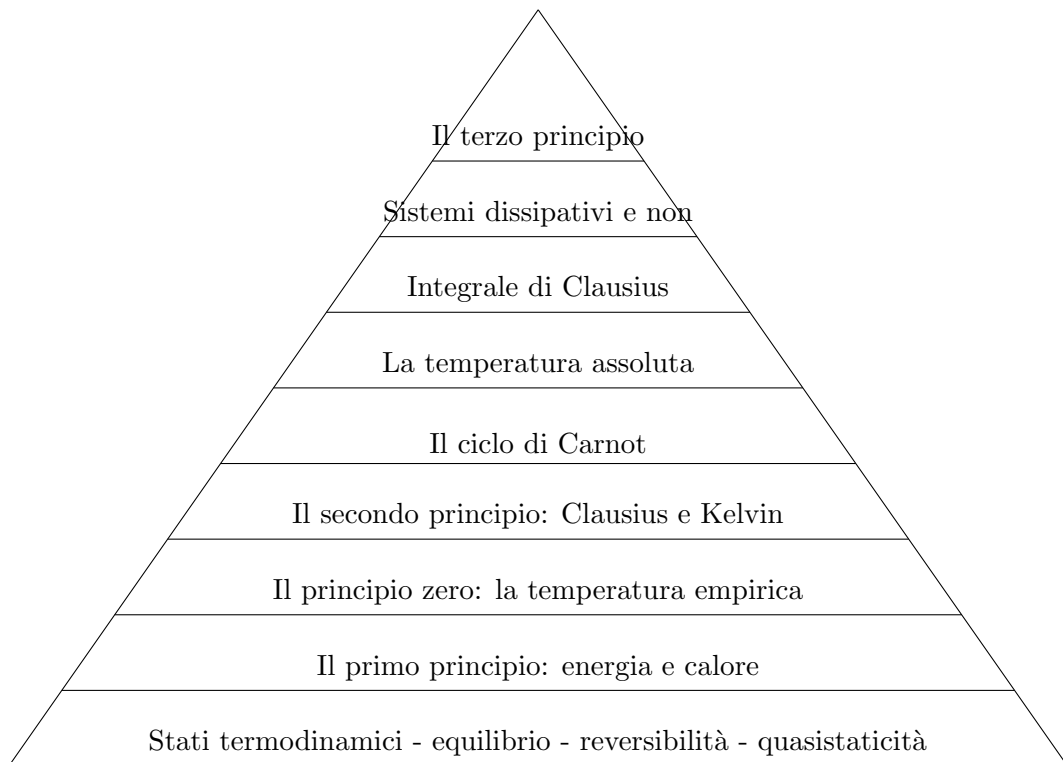 Il terzo principio
Sistemi dissipativi e non
Integrale di Clausius
La temperatura assoluta
Il ciclo di Carnot
Il secondo principio: Clausius e Kelvin
Il principio zero: la temperatura empirica
Il primo principio: energia e calore
Stati termodinamici - equilibrio - reversibilità - quasistaticità